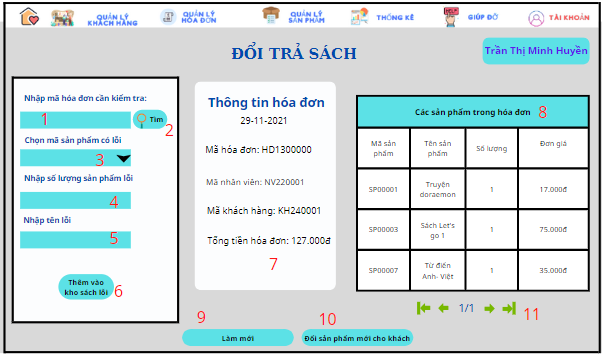 QUẢN LÝ
KHÁCH HÀNG
QUẢN LÝ
HÓA ĐƠN
QUẢN LÝ
SẢN PHẨM
THỐNG KÊ
GIÚP ĐỠ
TÀI KHOẢN
ĐỔI TRẢ SÁCH
Trần Thị Minh Huyền
Nhập mã hóa đơn cần kiểm tra:
1
Tìm
2
Chọn mã sản phẩm có lỗi
3
Nhập số lượng sản phẩm lỗi
4
Nhập tên lỗi
5
Thêm vào
kho sách lỗi
6
Thông tin hóa đơn
29-11-2021
Mã hóa đơn: HD1300000
Mã nhân viên: NV220001
Mã khách hàng: KH240001
Tổng tiền hóa đơn: 127.000đ
7
Các sản phẩm trong hóa đơn 8
Mã sản phẩm Tên sản phẩm Số lượng Đơn giá
SP00001 Truyện doraemon 1 17.000đ
SP00003 Sách Let's go 1 1 75.000đ
SP00007 Từ điển Anh- Việt 1 35.000đ
1/1
11
9
Làm mới
10
Đổi sản phẩm mới cho khách